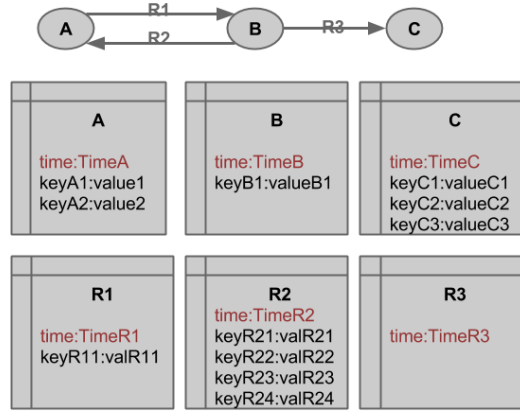 R1
A
B
R3
C
R2
A
time:TimeA
keyA1:value1
keyA2:value2
B
time:TimeB
keyB1:valueB1
C
time:TimeC
keyC1:valueC1
keyC2:valueC2
keyC3:valueC3
R1
time:TimeR1
keyR11:valR11
R2
time:TimeR2
keyR21:valR21
keyR22:valR22
keyR23:valR23
keyR24:valR24
R3
time:TimeR3